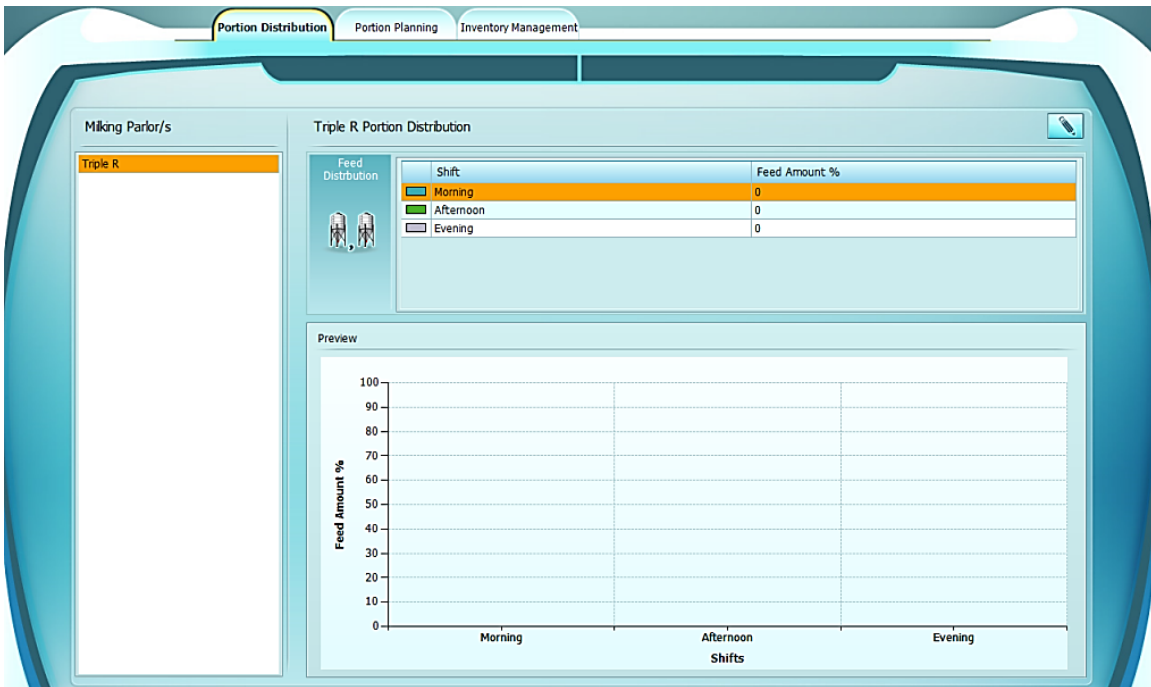 Portion Distribution Portion Planning Inventory Management
Milking Parlor/s
Triple R
Triple R Portion Distribution
Feed
Distrbution
Shift Feed Amount %
Morning 0
Afternoon 0
Evening 0
Preview
Feed Amount %
100
90
80
70
60
50
40
30
20
10
0
Morning Afternoon Evening
Shifts